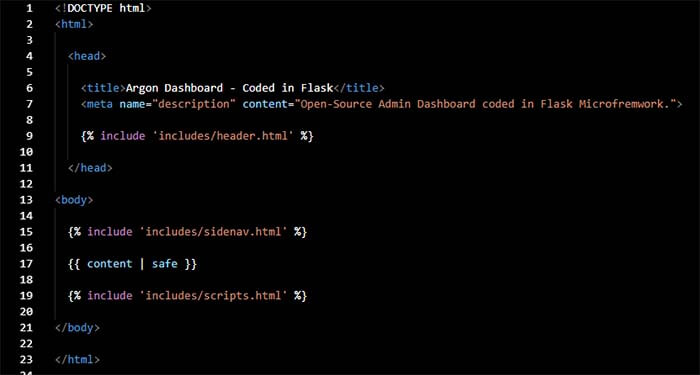 1 <!DOCTYPE html>
2 <html>
3
4 <head>
5
6 <title>Argon Dashboard - Coded in Flask</title>
7 <meta name="description" content="Open-Source Admin Dashboard coded in Flask Microfremwork.">
8
9 {% include 'includes/header.html' %}
10
11 </head>
12
13 <body>
14
15 {% include 'includes/sidenav.html' %}
16
17 {{ content | safe }}
18
19 {% include 'includes/scripts.html' %}
20
21 </body>
22
23 </html>
24